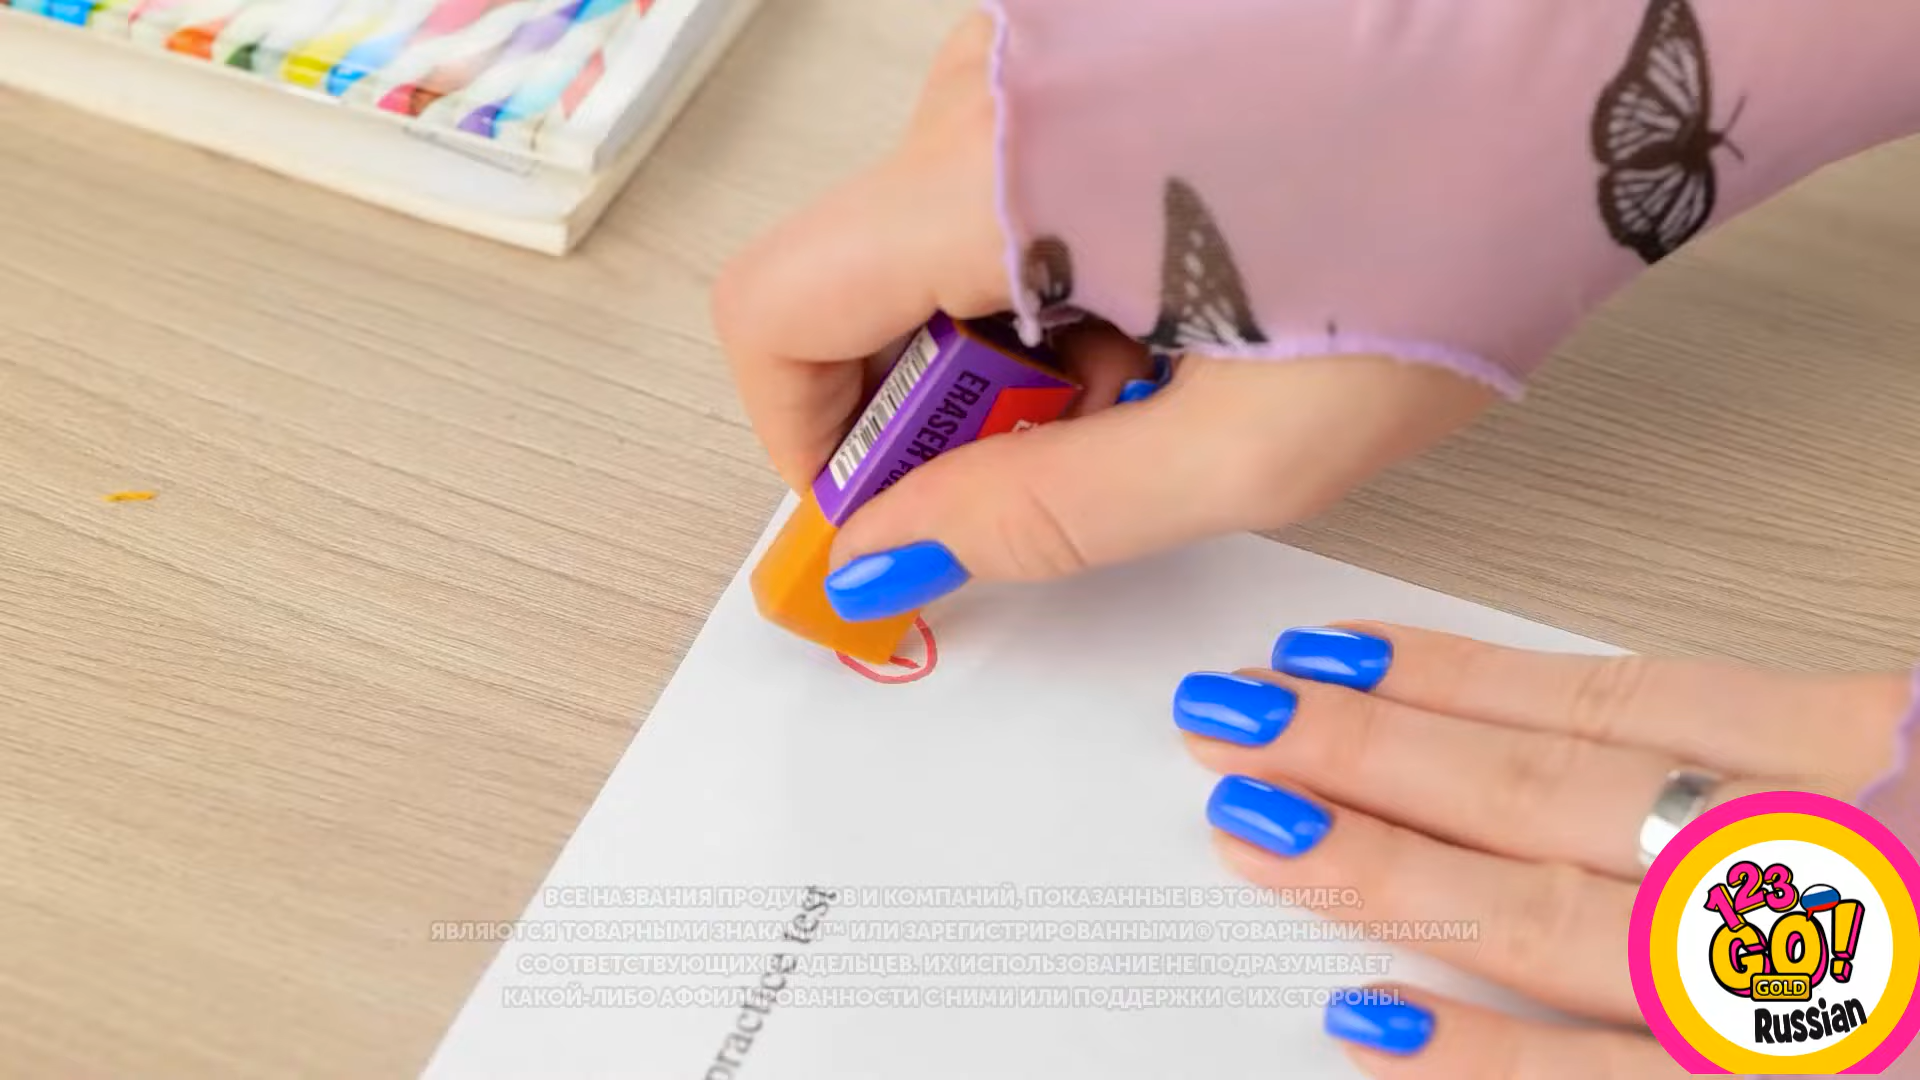 ERASER
practice test
ВСЕ НАЗВАНИЯ ПРОДУКТОВ И КОМПАНИЙ, ПОКАЗАННЫЕ В ЭТОМ ВИДЕО,
ЯВЛЯЮТСЯ ТОВАРНЫМИ ЗНАКАМИ™ ИЛИ ЗАРЕГИСТРИРОВАННЫМИ® ТОВАРНЫМИ ЗНАКАМИ
СООТВЕТСТВУЮЩИХ ВЛАДЕЛЬЦЕВ. ИХ ИСПОЛЬЗОВАНИЕ НЕ ПОДРАЗУМЕВАЕТ
КАКОЙ-ЛИБО АФФИЛИРОВАННОСТИ С НИМИ ИЛИ ПОДДЕРЖКИ С ИХ СТОРОНЫ.
123
GO!
GOLD
Russian